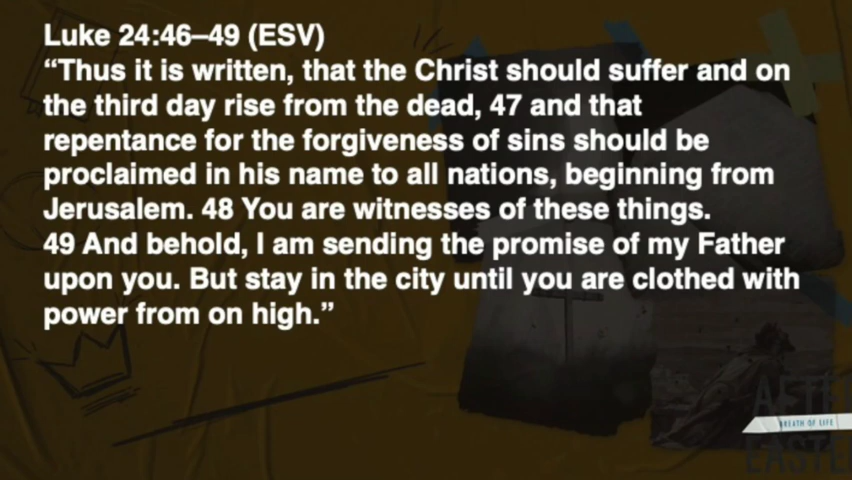 Luke 24:46–49 (ESV)
“Thus it is written, that the Christ should suffer and on
the third day rise from the dead, 47 and that
repentance for the forgiveness of sins should be
proclaimed in his name to all nations, beginning from
Jerusalem. 48 You are witnesses of these things.
49 And behold, I am sending the promise of my Father
upon you. But stay in the city until you are clothed with
power from on high.”
AFTER
BREATH OF LIFE
EASTER